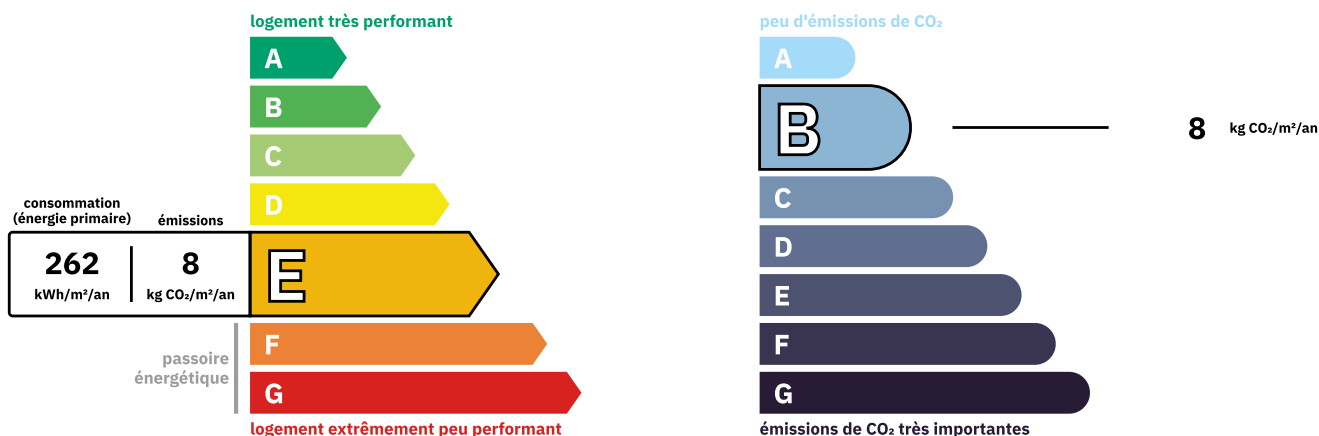 logement très performant
A
B
C
D
consommation
(énergie primaire)
émissions
262
kWh/m²/an
8
kg CO₂/m²/an
E
passoire
énergétique
F
G
logement extrêmement peu performant
peu d'émissions de CO₂
A
B
8 kg CO₂/m²/an
C
D
E
F
G
émissions de CO₂ très importantes